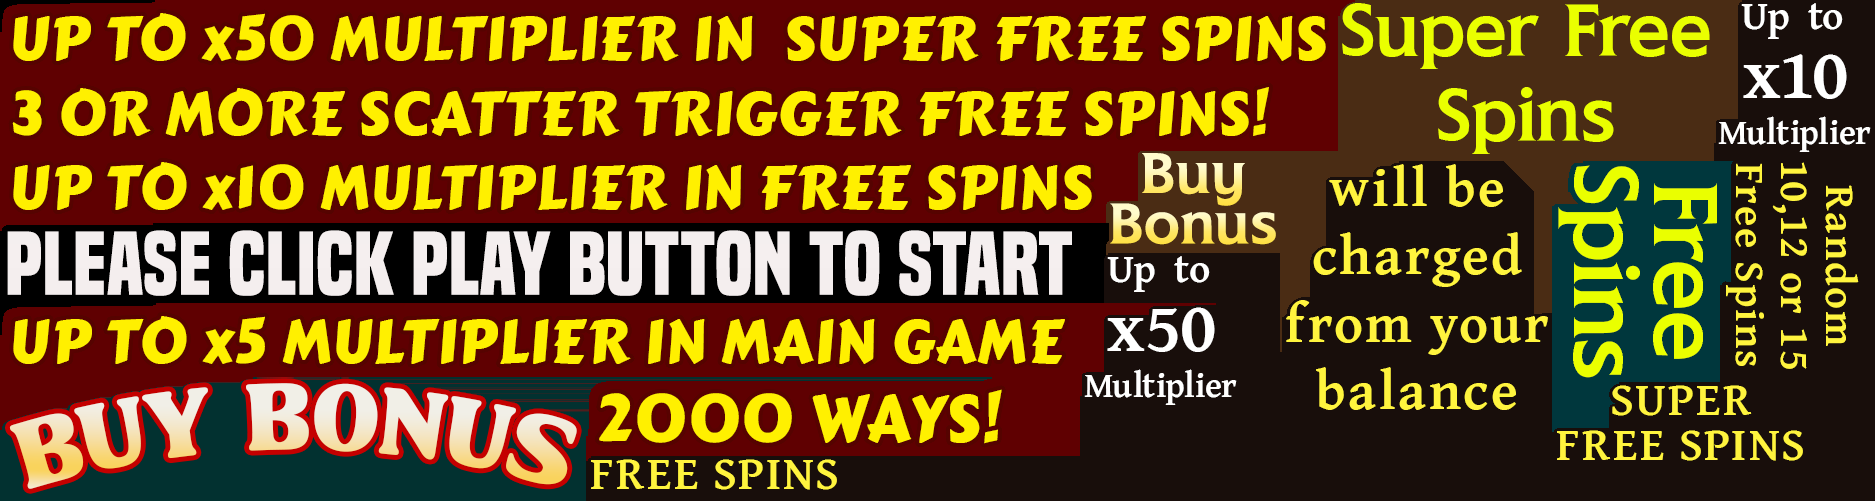 UP TO x50 MULTIPLIER IN SUPER FREE SPINS
3 OR MORE SCATTER TRIGGER FREE SPINS!
UP TO x10 MULTIPLIER IN FREE SPINS
PLEASE CLICK PLAY BUTTON TO START
UP TO x5 MULTIPLIER IN MAIN GAME
BUY BONUS
2000 WAYS!
FREE SPINS
Super Free
Spins
Up to
x10
Multiplier
Buy
Bonus
Up to
x50
Multiplier
will be
charged
from your
balance
Free
Spins
Random
10,12 or 15
Free Spins
SUPER
FREE SPINS